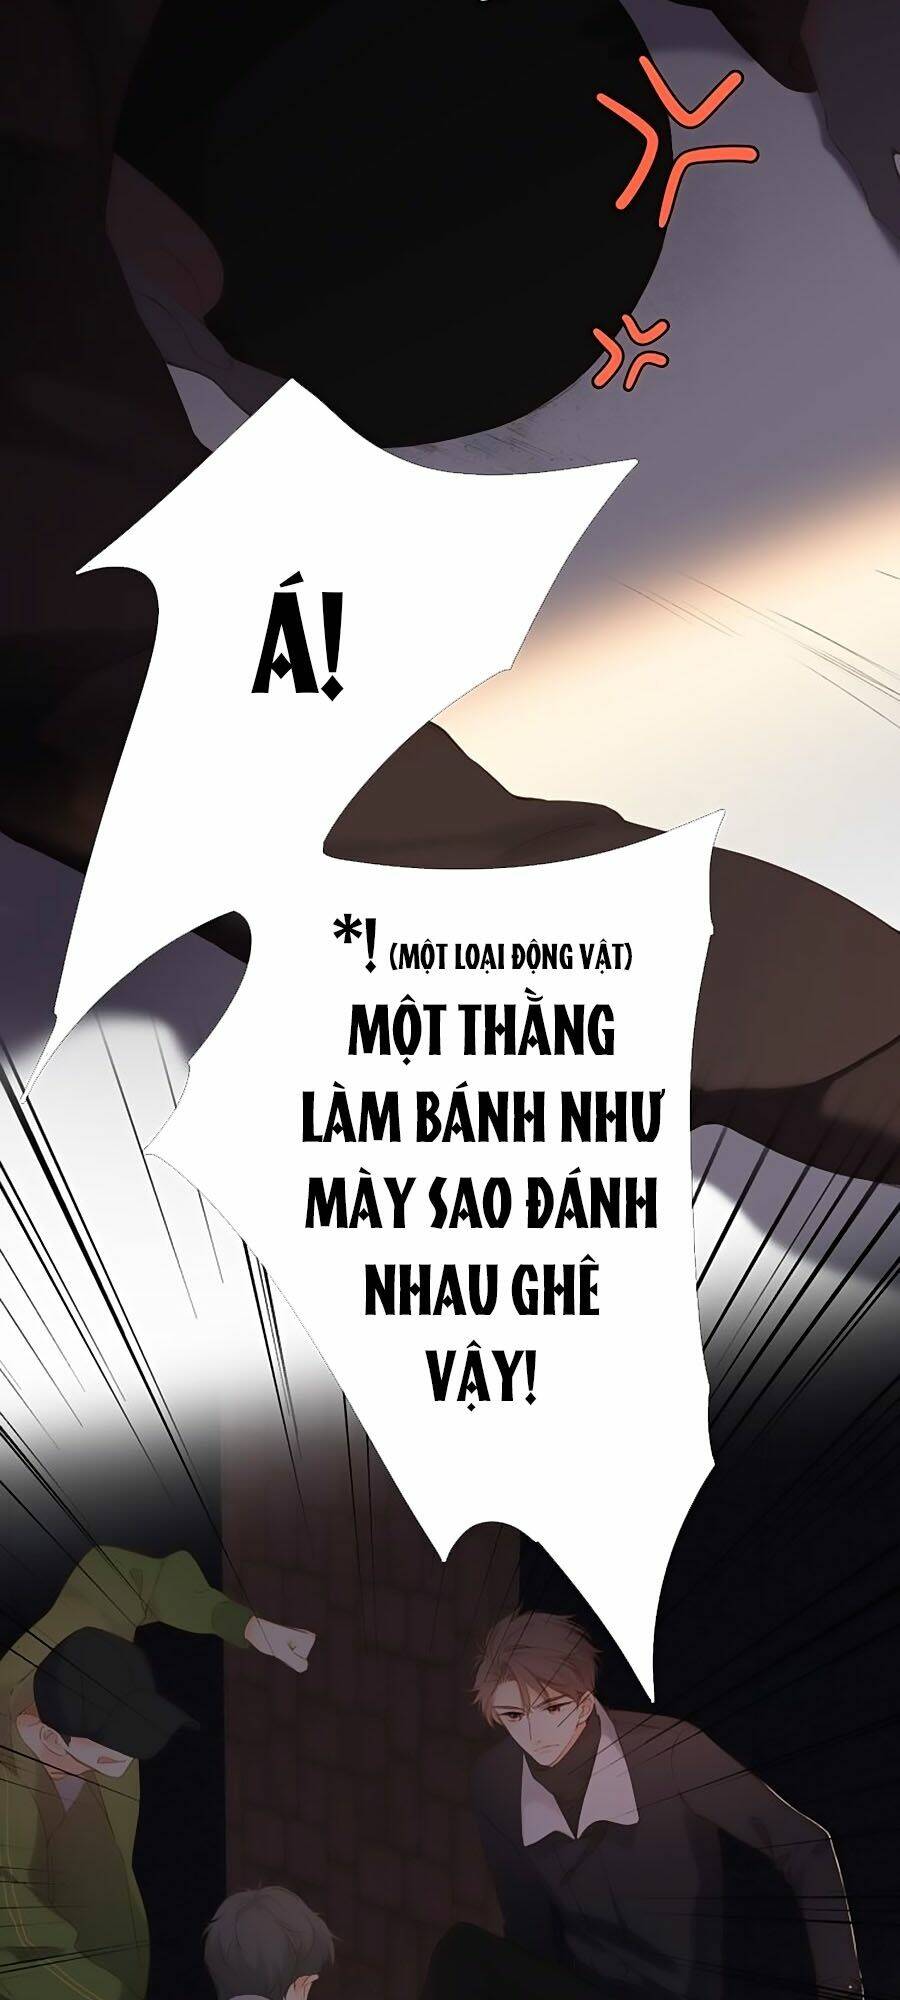 Á!
*! (MỘT LOẠI ĐỘNG VẬT)
MỘT THẰNG
LÀM BÁNH NHƯ
MÀY SAO ĐÁNH
NHAU GHÊ
VẬY!